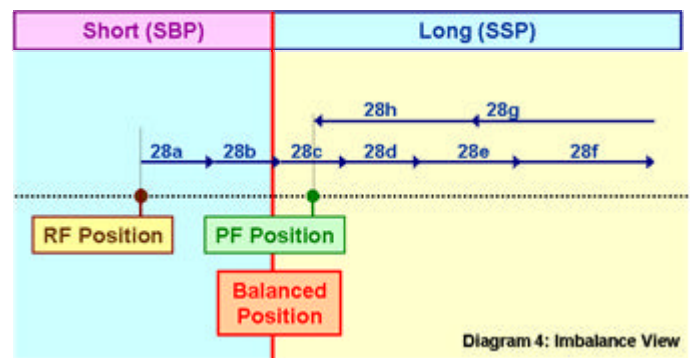 Short (SBP)
Long (SSP)
28h
28g
28a
28b
28c
28d
28e
28f
RF Position
PF Position
Balanced
Position
Diagram 4: Imbalance View